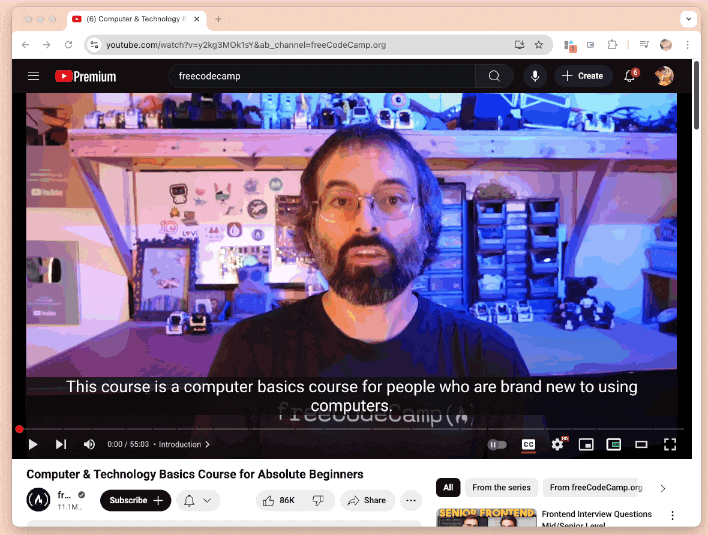 (6) Computer & Technology B
youtube.com/watch?v=y2kg3MOk1sY&ab_channel=freeCodeCamp.org
Premium
freecodecamp
Create
6
YouTube
This course is a computer basics course for people who are brand new to using
computers.
freeCodeCamp(
0:00 / 55:03 • Introduction
CC
HD
Computer & Technology Basics Course for Absolute Beginners
fr...
11.1M...
Subscribe
86K
Share
All
From the series
From freeCodeCamp.org
SENIOR FRONTEND
Frontend Interview Questions
Mid/Senior Level